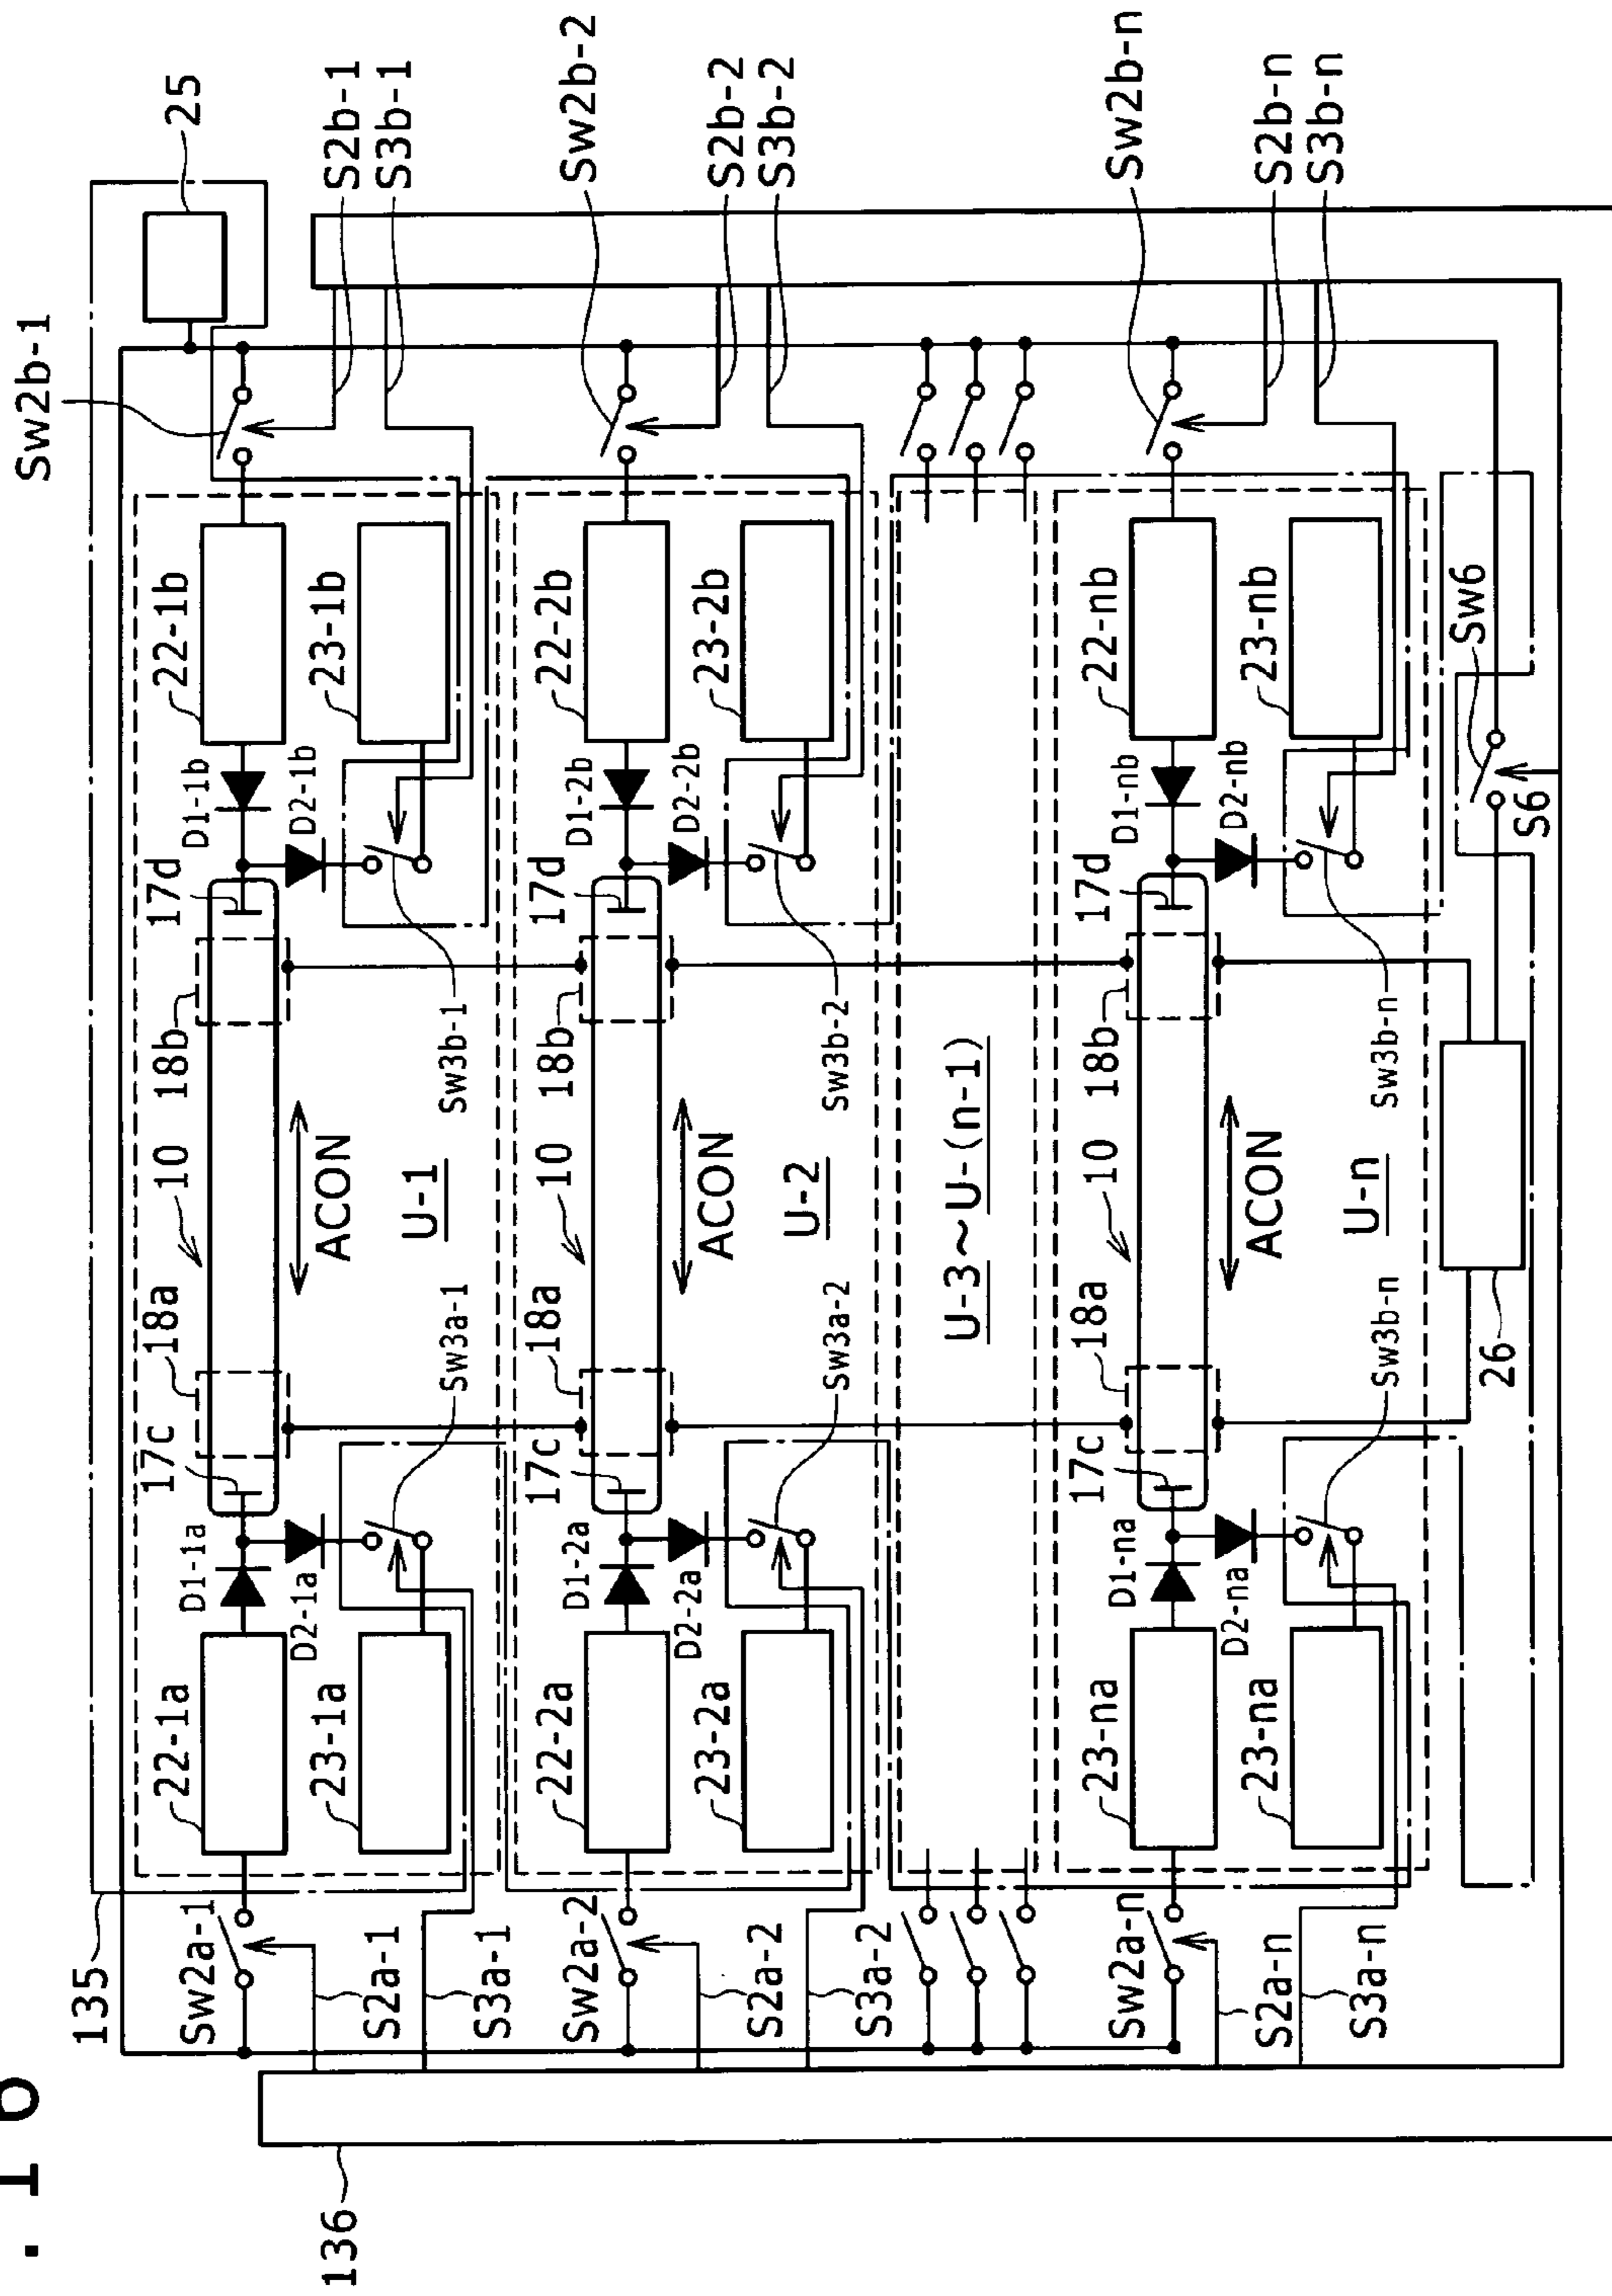 . 16
135
136
25
Sw2b-1
S2b-1
S3b-1
Sw2b-2
S2b-2
S3b-2
Sw2b-n
S2b-n
S3b-n
22-1a
D1-1a
17c
18a
10
18b
17d
D1-1b
22-1b
23-1a
D2-1a
Sw3a-1
ACON
U-1
Sw3b-1
D2-1b
23-1b
Sw2a-1
S2a-1
S3a-1
22-2a
D1-2a
17c
18a
10
18b
17d
D1-2b
22-2b
23-2a
D2-2a
Sw3a-2
ACON
U-2
Sw3b-2
D2-2b
23-2b
Sw2a-2
S2a-2
S3a-2
U-3~U-(n-1)
23-na
D1-na
17c
18a
10
18b
17d
D1-nb
22-nb
23-na
D2-na
Sw3b-n
ACON
U-n
Sw3b-n
D2-nb
23-nb
Sw2a-n
S2a-n
S3a-n
26
S6
Sw6